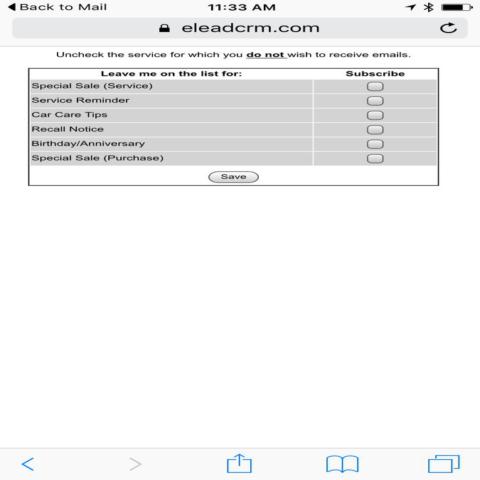 Back to Mail 11:33 AM
eleadcrm.com
Uncheck the service for which you do not wish to receive emails.
Leave me on the list for: Subscribe
Special Sale (Service)
Service Reminder
Car Care Tips
Recall Notice
Birthday/Anniversary
Special Sale (Purchase)
Save